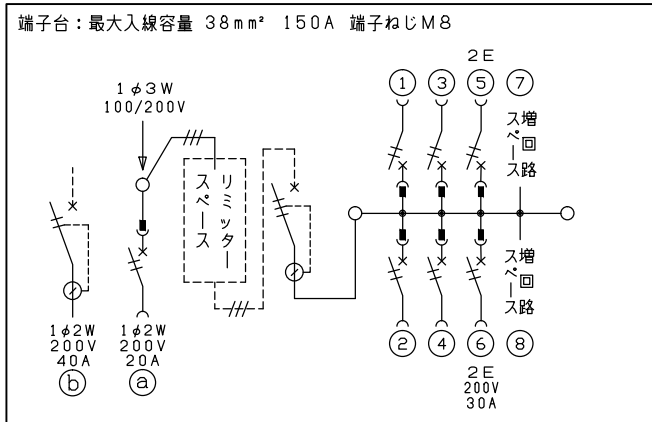 端子台：最大入線容量 38mm² 150A 端子ねじM8
1φ3W
100/200V
リミッター
スペース
2E
① ③ ⑤ ⑦
増回路
スペース
増回路
スペース
② ④ ⑥ ⑧
2E
200V
30A
1φ2W
200V
40A
ⓑ
1φ2W
200V
20A
ⓐ